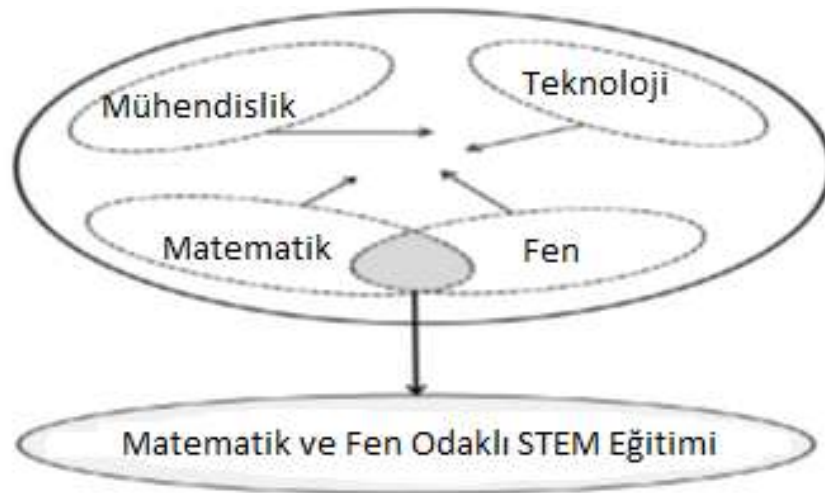 Mühendislik
Teknoloji
Matematik
Fen
Matematik ve Fen Odaklı STEM Eğitimi